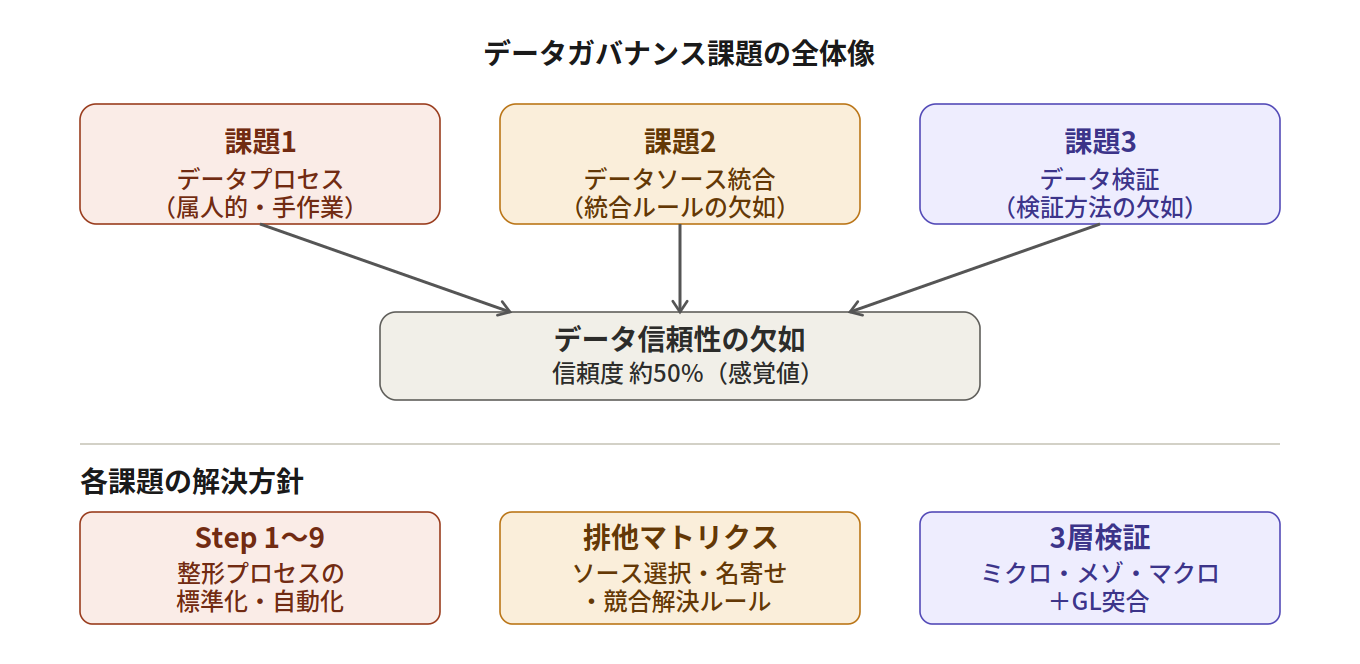 データガバナンス課題の全体像
課題1
データプロセス
（属人的・手作業）
課題2
データソース統合
（統合ルールの欠如）
課題3
データ検証
（検証方法の欠如）
データ信頼性の欠如
信頼度 約50%（感覚値）
各課題の解決方針
Step 1〜9
整形プロセスの
標準化・自動化
排他マトリクス
ソース選択・名寄せ
・競合解決ルール
3層検証
ミクロ・メゾ・マクロ
＋GL突合